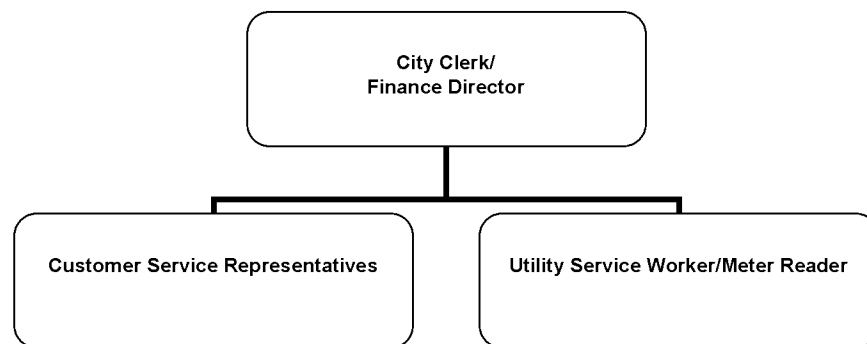 City Clerk/
Finance Director
Customer Service Representatives
Utility Service Worker/Meter Reader